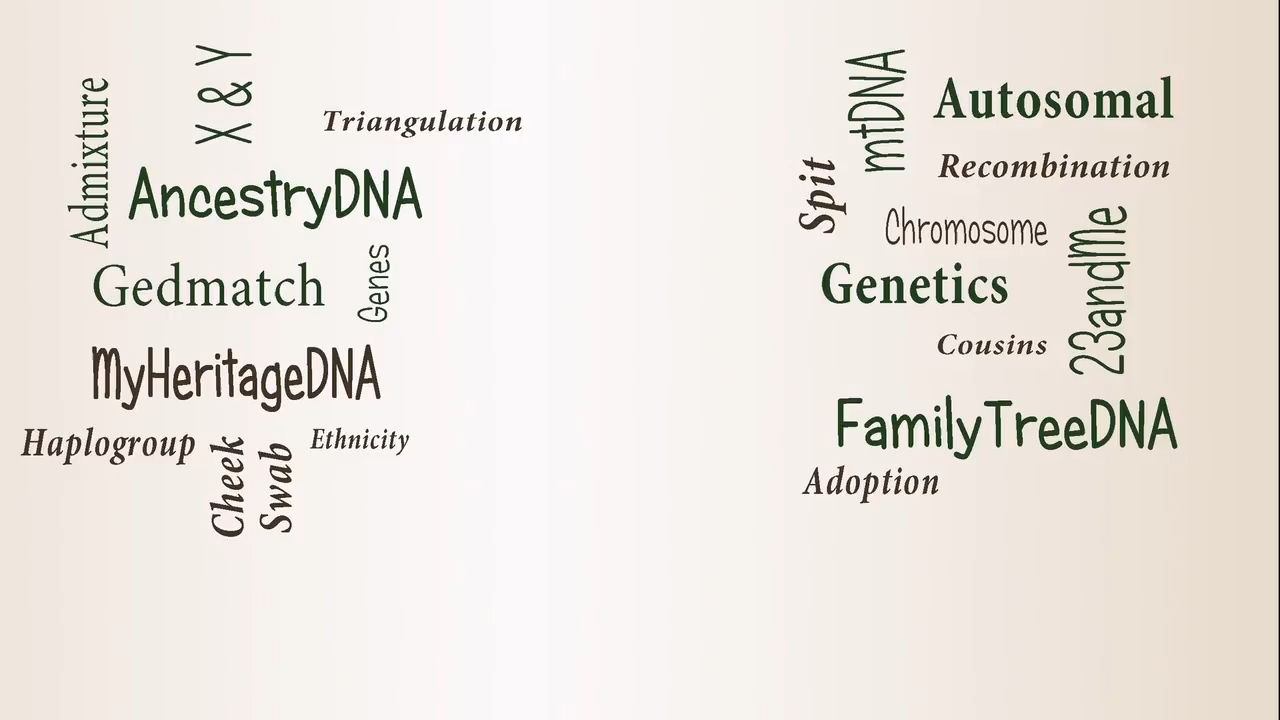 Admixture
X & Y
Triangulation
AncestryDNA
Gedmatch
Genes
MyHeritageDNA
Haplogroup
Cheek
Swab
Ethnicity
mtDNA
Autosomal
Spit
Recombination
Chromosome
Genetics
23andMe
Cousins
FamilyTreeDNA
Adoption